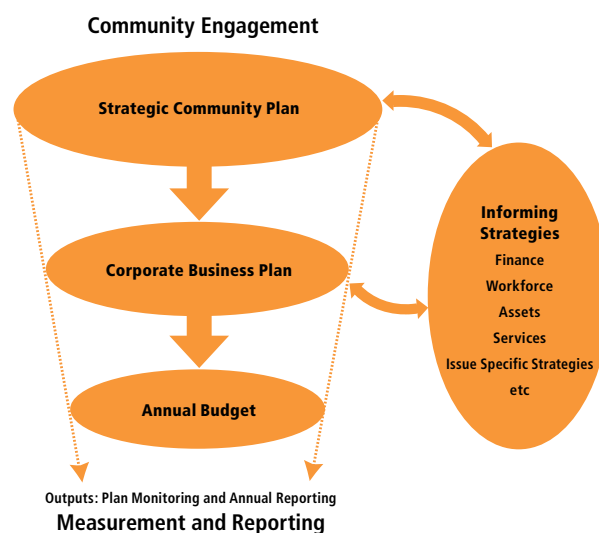 Community Engagement
Strategic Community Plan
Corporate Business Plan
Annual Budget
Informing
Strategies
Finance
Workforce
Assets
Services
Issue Specific Strategies
etc
Outputs: Plan Monitoring and Annual Reporting
Measurement and Reporting